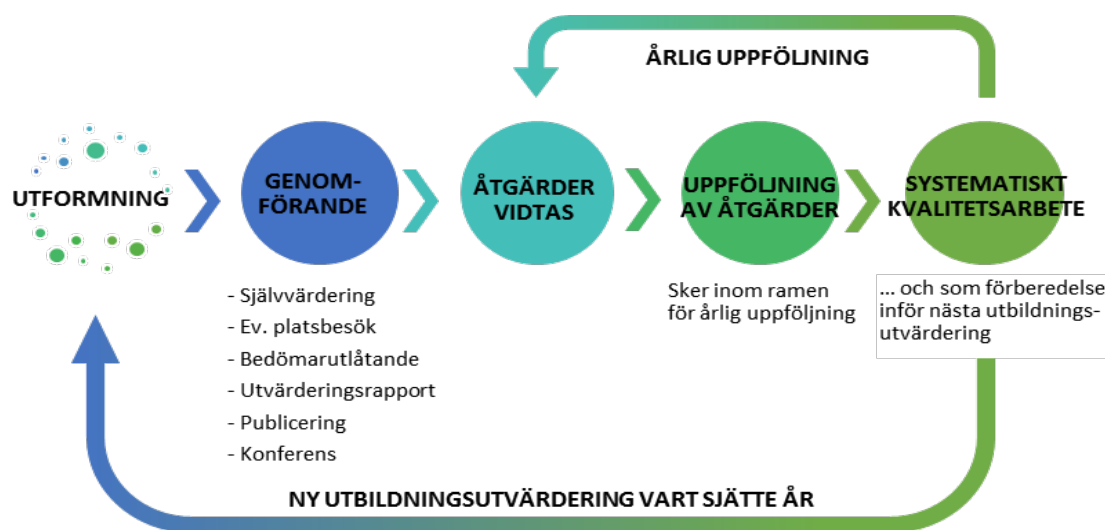 ÅRLIG UPPFÖLJNING
UTFORMNING
GENOM-
FÖRANDE
ÅTGÄRDER
VIDTAS
UPPFÖLJNING
AV ÅTGÄRDER
SYSTEMATISKT
KVALITETSARBETE
- Självvärdering
- Ev. platsbesök
- Bedömarutlåtande
- Utvärderingsrapport
- Publicering
- Konferens
Sker inom ramen
för årlig uppföljning
... och som förberedelse
inför nästa utbildnings-
utvärdering
NY UTBILDNINGSUTVÄRDERING VART SJÄTTE ÅR